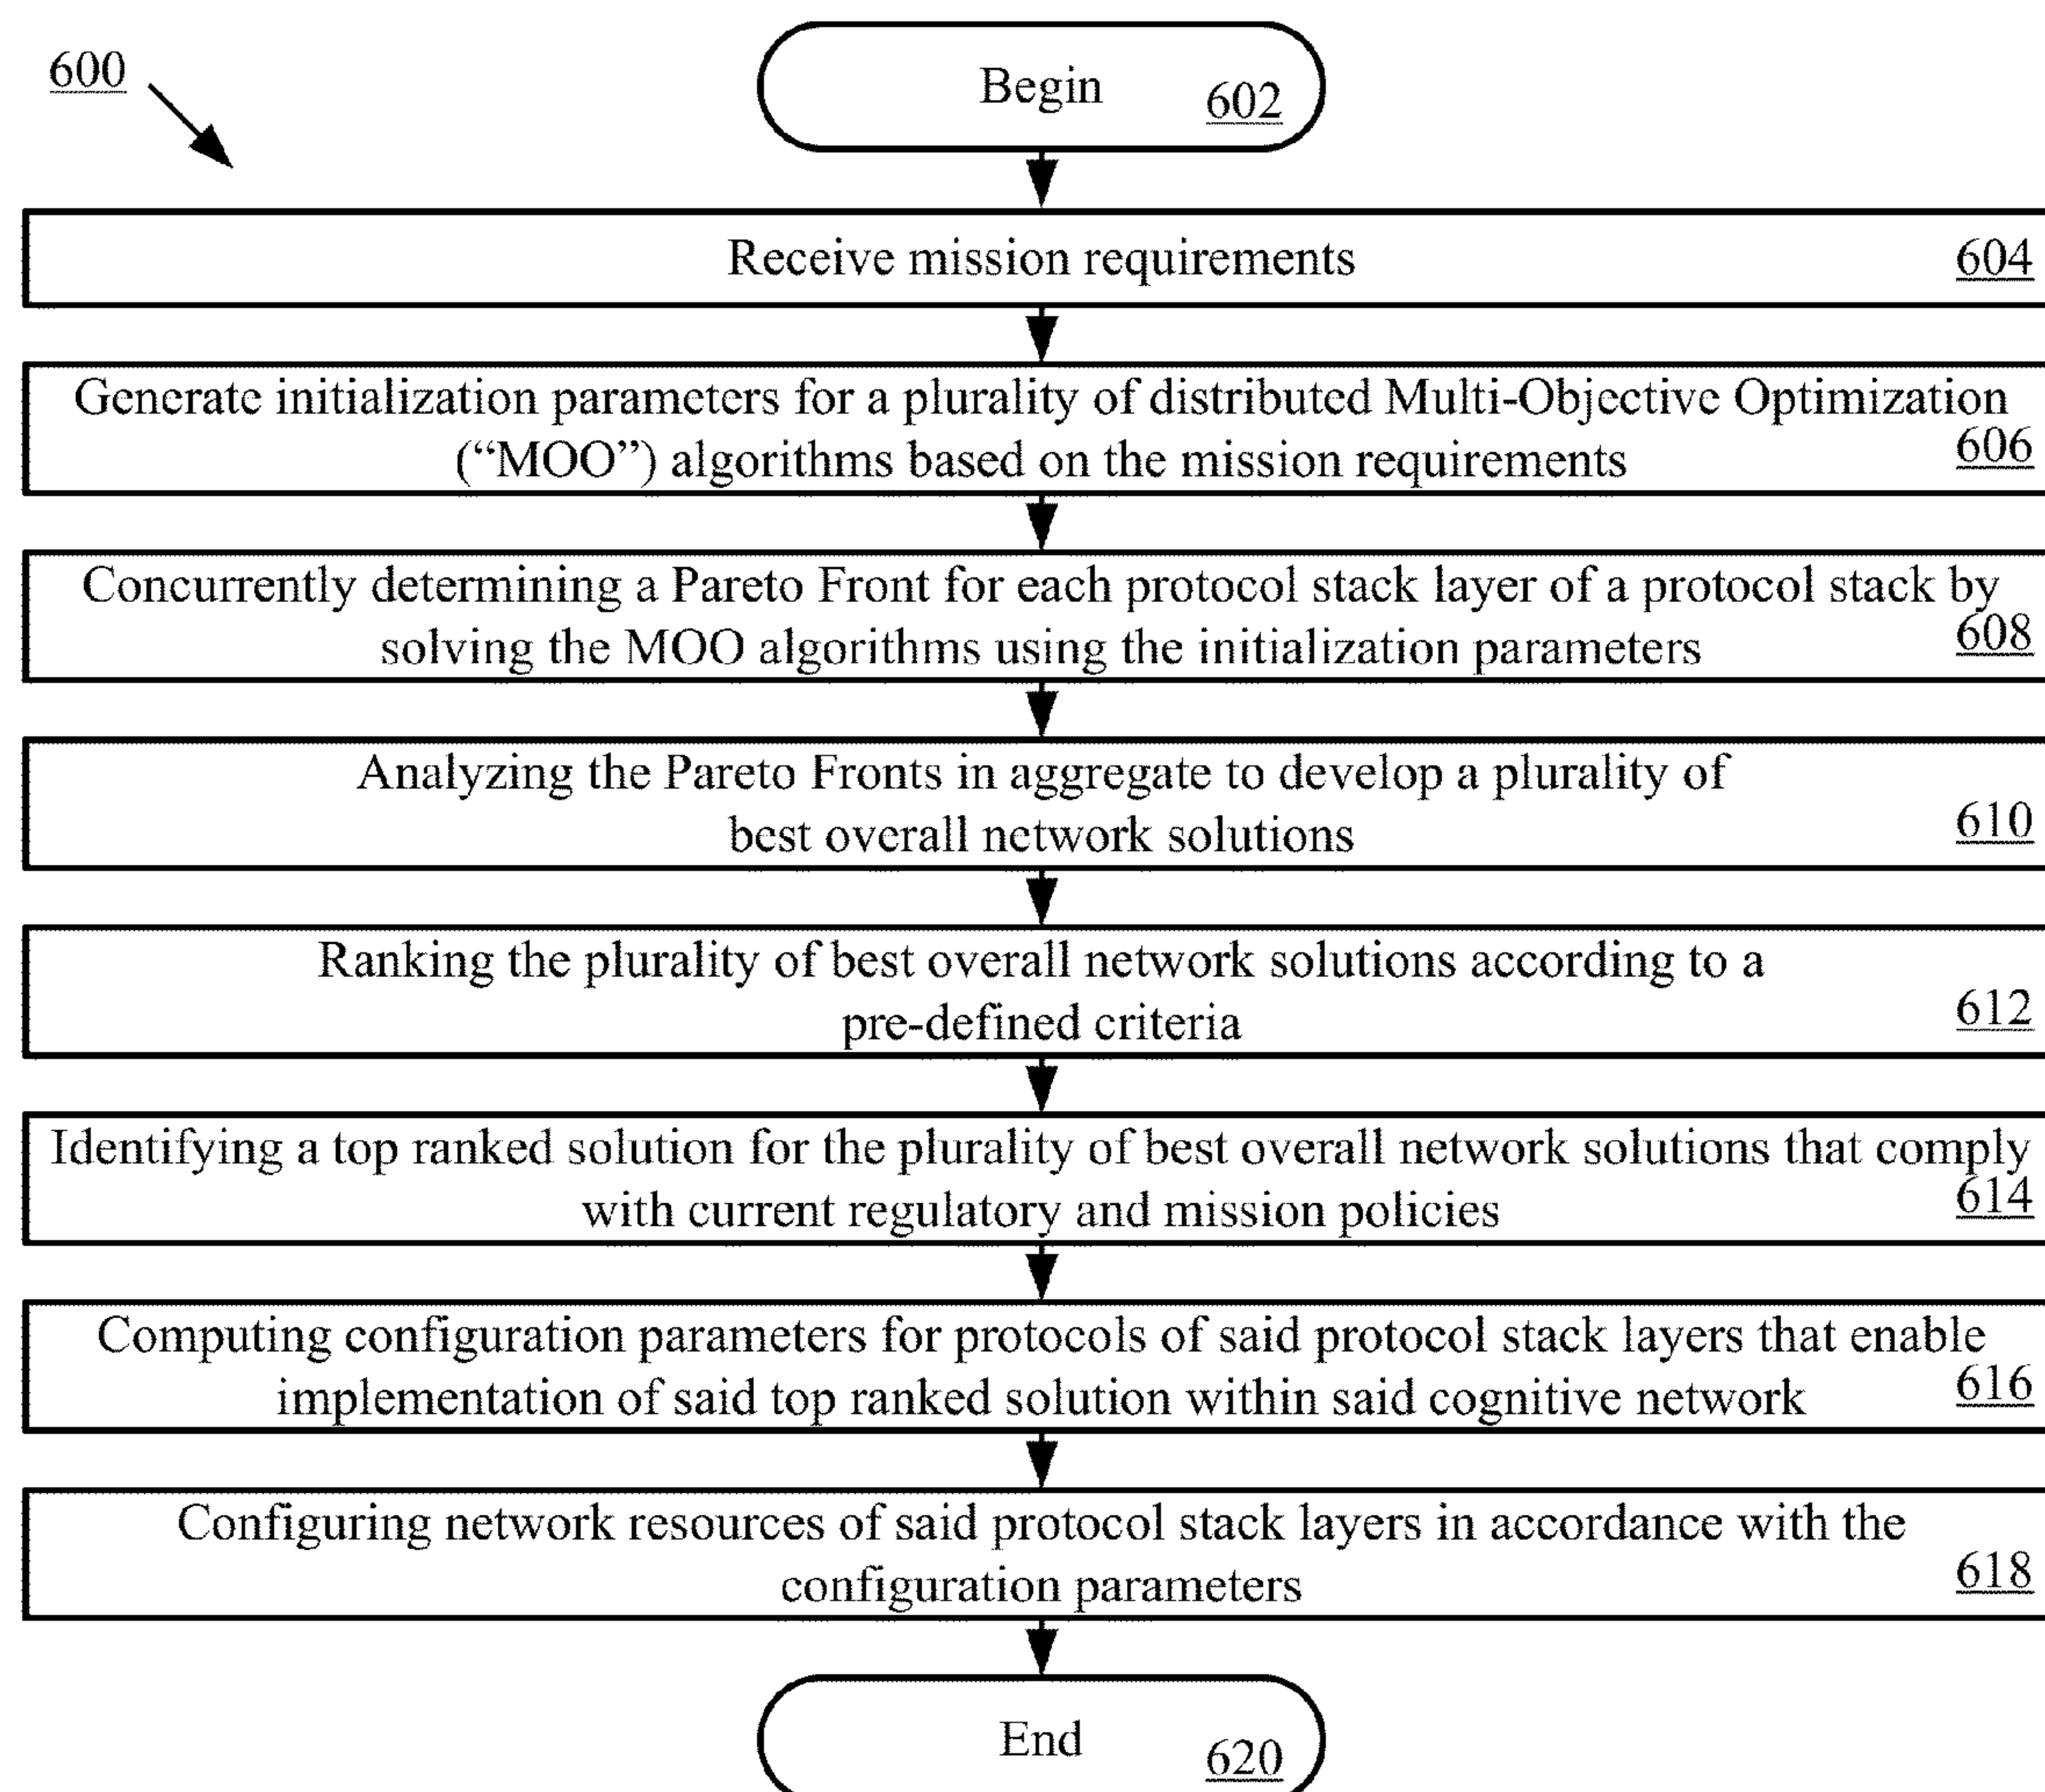 600
Begin
602
Receive mission requirements
604
Generate initialization parameters for a plurality of distributed Multi-Objective Optimization
(“MOO”) algorithms based on the mission requirements
606
Concurrently determining a Pareto Front for each protocol stack layer of a protocol stack by
solving the MOO algorithms using the initialization parameters
608
Analyzing the Pareto Fronts in aggregate to develop a plurality of
best overall network solutions
610
Ranking the plurality of best overall network solutions according to a
pre-defined criteria
612
Identifying a top ranked solution for the plurality of best overall network solutions that comply
with current regulatory and mission policies
614
Computing configuration parameters for protocols of said protocol stack layers that enable
implementation of said top ranked solution within said cognitive network
616
Configuring network resources of said protocol stack layers in accordance with the
configuration parameters
618
End
620